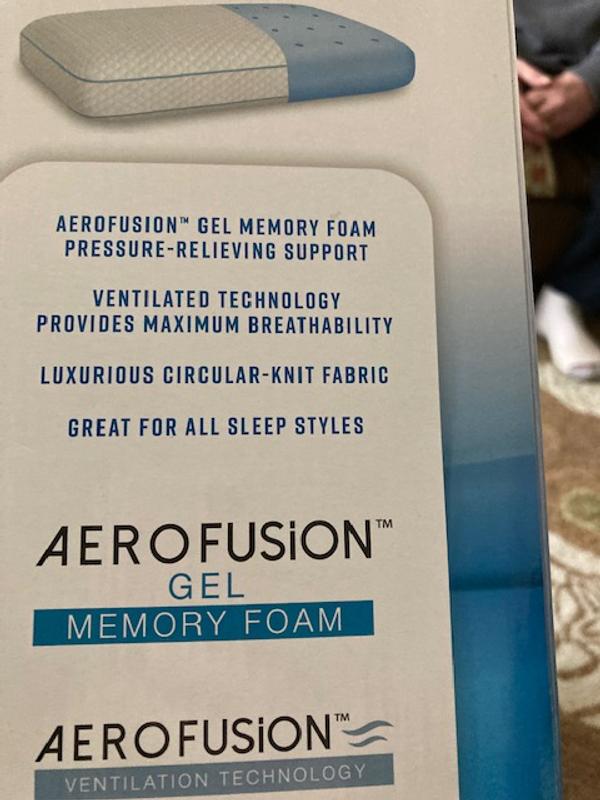 AEROFUSION™ GEL MEMORY FOAM
PRESSURE-RELIEVING SUPPORT
VENTILATED TECHNOLOGY
PROVIDES MAXIMUM BREATHABILITY
LUXURIOUS CIRCULAR-KNIT FABRIC
GREAT FOR ALL SLEEP STYLES
AEROFUSiON™
GEL
MEMORY FOAM
AEROFUSiON™
VENTILATION TECHNOLOGY